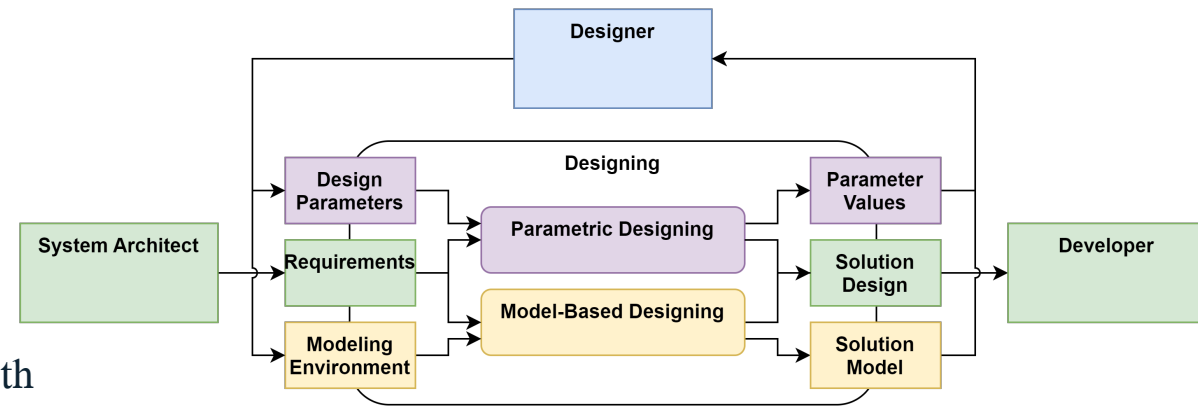 Designer
Designing
Design
Parameters
Parameter
Values
System Architect
Parametric Designing
Developer
Requirements
Solution
Design
Model-Based Designing
Modeling
Environment
Solution
Model
th